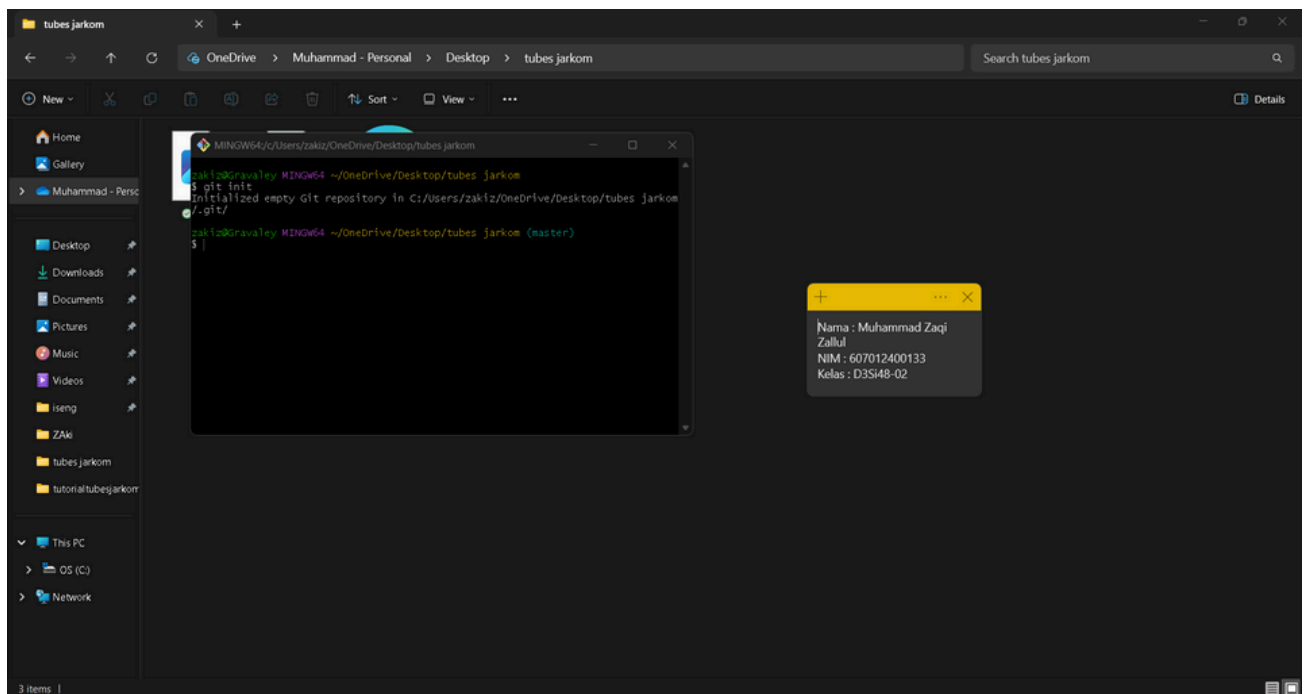 tubes jarkom
OneDrive > Muhammad - Personal > Desktop > tubes jarkom
Search tubes jarkom
New
Sort
View
Details
Home
Gallery
Muhammad - Perso
Desktop
Downloads
Documents
Pictures
Music
Videos
iseng
ZAki
tubes jarkom
tutorialtubesjarkom
This PC
OS (C:)
Network
MINGW64:/c/Users/zakiz/OneDrive/Desktop/tubes jarkom
zakiz@Gravaley MINGW64 ~/OneDrive/Desktop/tubes jarkom
$ git init
Initialized empty Git repository in C:/Users/zakiz/OneDrive/Desktop/tubes jarkom
/.git/
zakiz@Gravaley MINGW64 ~/OneDrive/Desktop/tubes jarkom (master)
$
Nama : Muhammad Zaqi
Zallul
NIM : 607012400133
Kelas : D3Si48-02
3 items